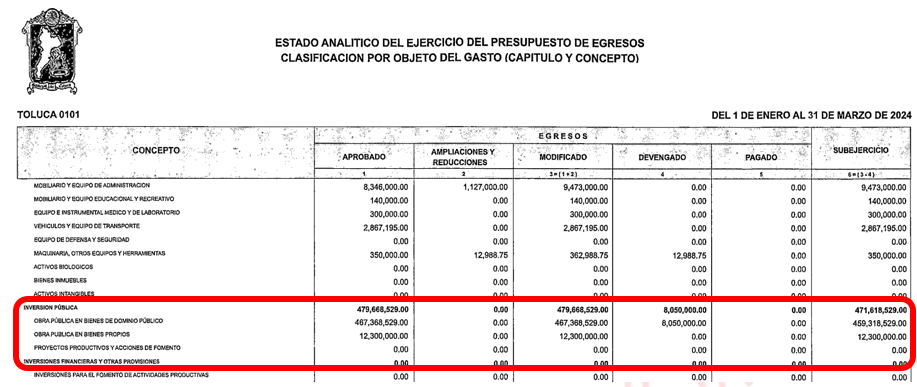 ESTADO ANALITICO DEL EJERCICIO DEL PRESUPUESTO DE EGRESOS
CLASIFICACION POR OBJETO DEL GASTO (CAPITULO Y CONCEPTO)
TOLUCA 0101 DEL 1 DE ENERO AL 31 DE MARZO DE 2024
EGRESOS
CONCEPTO APROBADO AMPLIACIONES Y REDUCCIONES MODIFICADO DEVENGADO PAGADO SUBEJERCICIO
1 2 3=(1+2) 4 5 6=(3-4)
MOBILIARIO Y EQUIPO DE ADMINISTRACION 8,346,000.00 1,127,000.00 9,473,000.00 0.00 0.00 9,473,000.00
MOBILIARIO Y EQUIPO EDUCACIONAL Y RECREATIVO 140,000.00 0.00 140,000.00 0.00 0.00 140,000.00
EQUIPO E INSTRUMENTAL MEDICO Y DE LABORATORIO 300,000.00 0.00 300,000.00 0.00 0.00 300,000.00
VEHICULOS Y EQUIPO DE TRANSPORTE 2,867,195.00 0.00 2,867,195.00 0.00 0.00 2,867,195.00
EQUIPO DE DEFENSA Y SEGURIDAD 0.00 0.00 0.00 0.00 0.00 0.00
MAQUINARIA, OTROS EQUIPOS Y HERRAMIENTAS 350,000.00 12,988.75 362,988.75 12,988.75 0.00 350,000.00
ACTIVOS BIOLOGICOS 0.00 0.00 0.00 0.00 0.00 0.00
BIENES INMUEBLES 0.00 0.00 0.00 0.00 0.00 0.00
ACTIVOS INTANGIBLES 0.00 0.00 0.00 0.00 0.00 0.00
INVERSION PÚBLICA 479,668,529.00 0.00 479,668,529.00 8,050,000.00 0.00 471,618,529.00
OBRA PÚBLICA EN BIENES DE DOMINIO PÚBLICO 467,368,529.00 0.00 467,368,529.00 8,050,000.00 0.00 459,318,529.00
OBRA PUBLICA EN BIENES PROPIOS 12,300,000.00 0.00 12,300,000.00 0.00 0.00 12,300,000.00
PROYECTOS PRODUCTIVOS Y ACCIONES DE FOMENTO 0.00 0.00 0.00 0.00 0.00 0.00
INVERSIONES FINANCIERAS Y OTRAS PROVISIONES 0.00 0.00 0.00 0.00 0.00 0.00
INVERSIONES PARA EL FOMENTO DE ACTIVIDADES PRODUCTIVAS 0.00 0.00 0.00 0.00 0.00 0.00